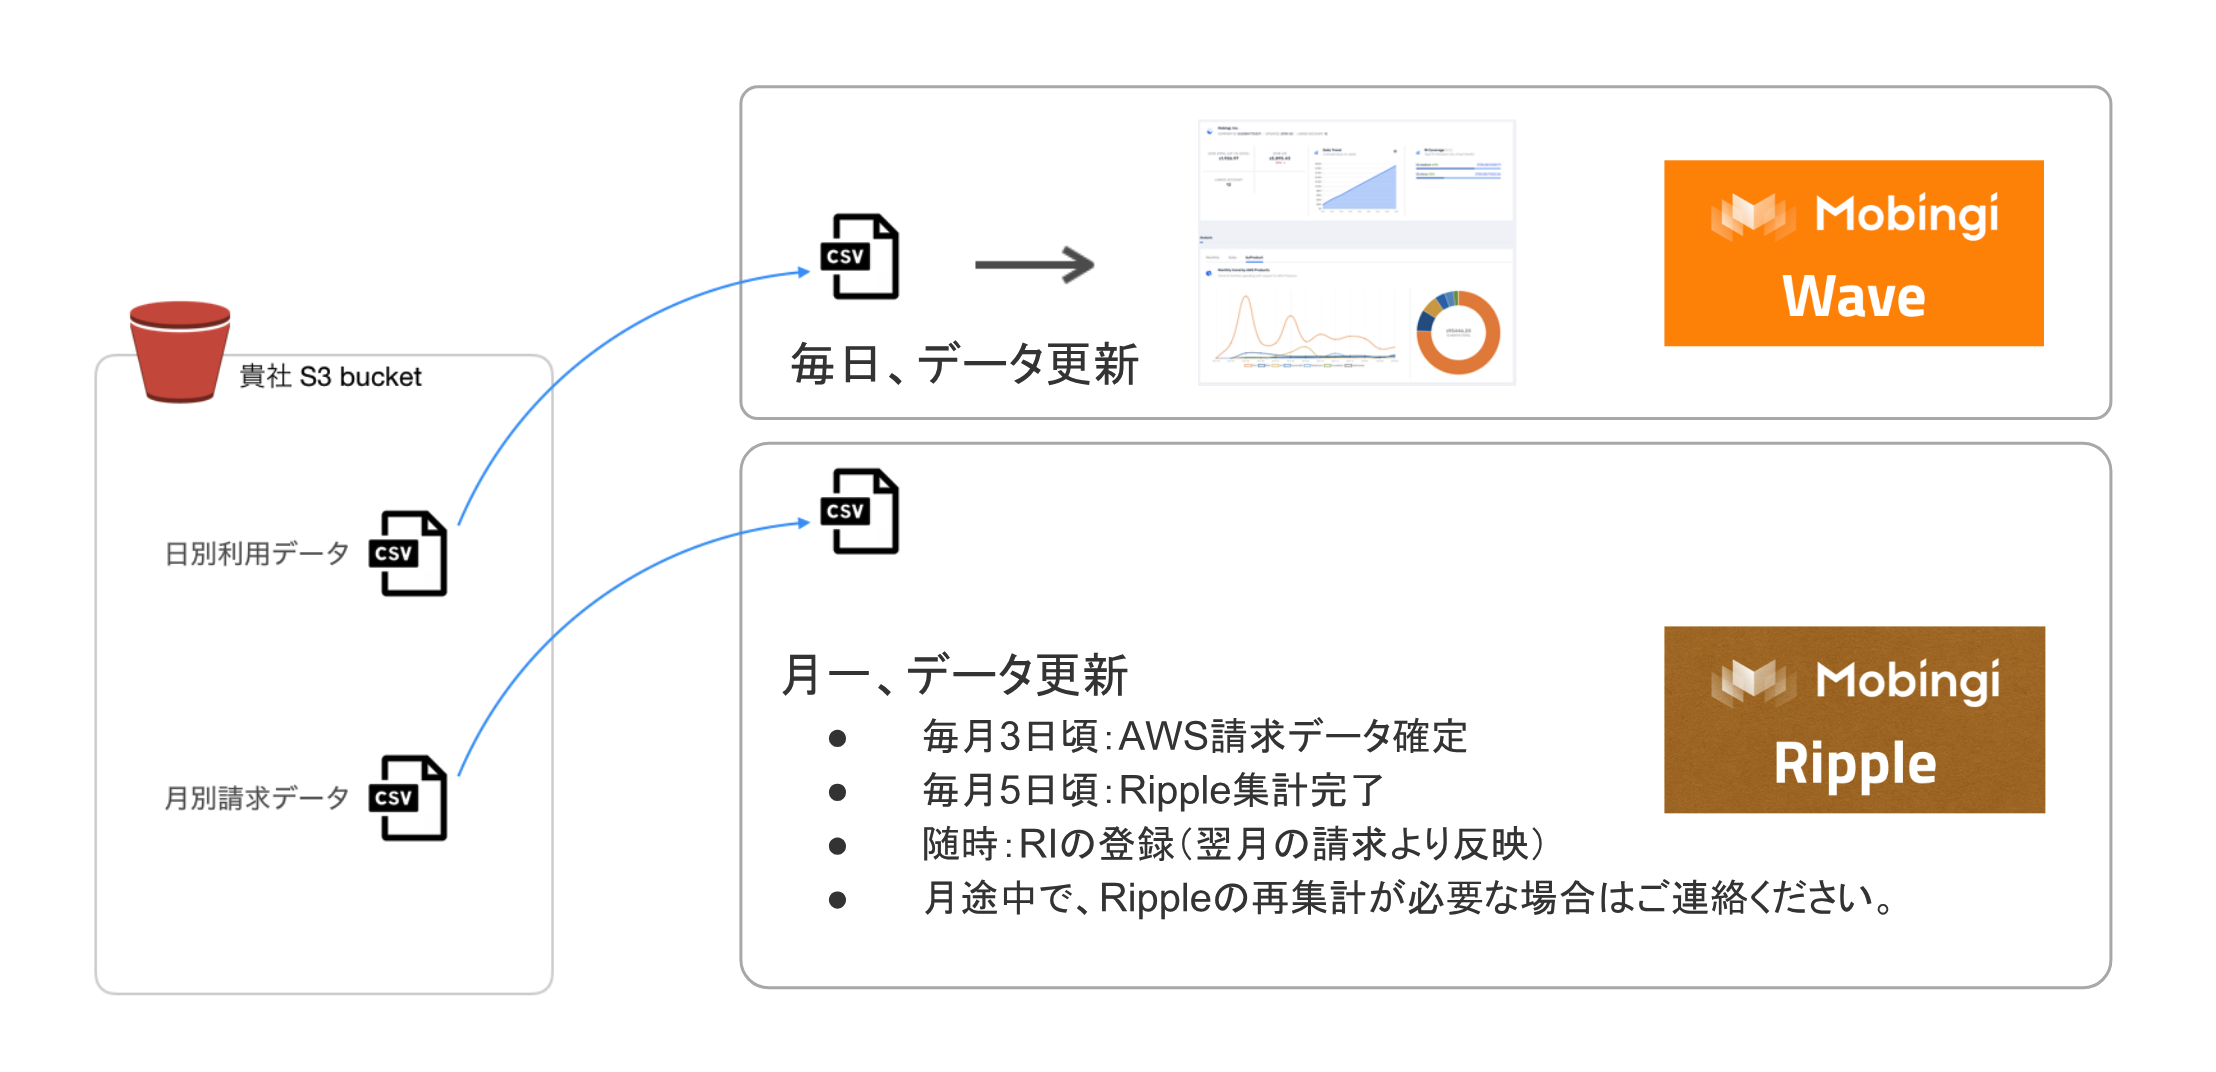 貴社 S3 bucket
日別利用データ
CSV
月別請求データ
CSV
CSV
毎日、データ更新
Mobingi
Wave
CSV
月一、データ更新
● 毎月3日頃：AWS請求データ確定
● 毎月5日頃：Ripple集計完了
● 随時：RIの登録（翌月の請求より反映）
● 月途中で、Rippleの再集計が必要な場合はご連絡ください。
Mobingi
Ripple